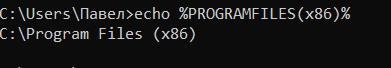 C:\Users\Павел>echo %PROGRAMFILES(x86)%
C:\Program Files (x86)